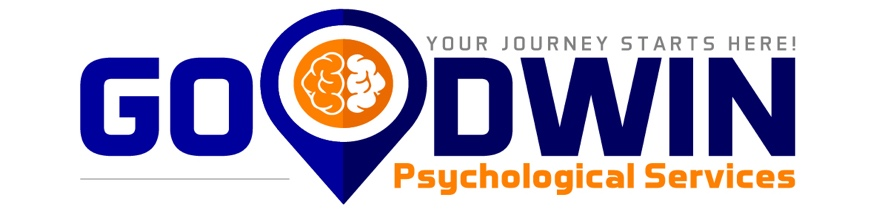 YOUR JOURNEY STARTS HERE!
GOODWIN
Psychological Services